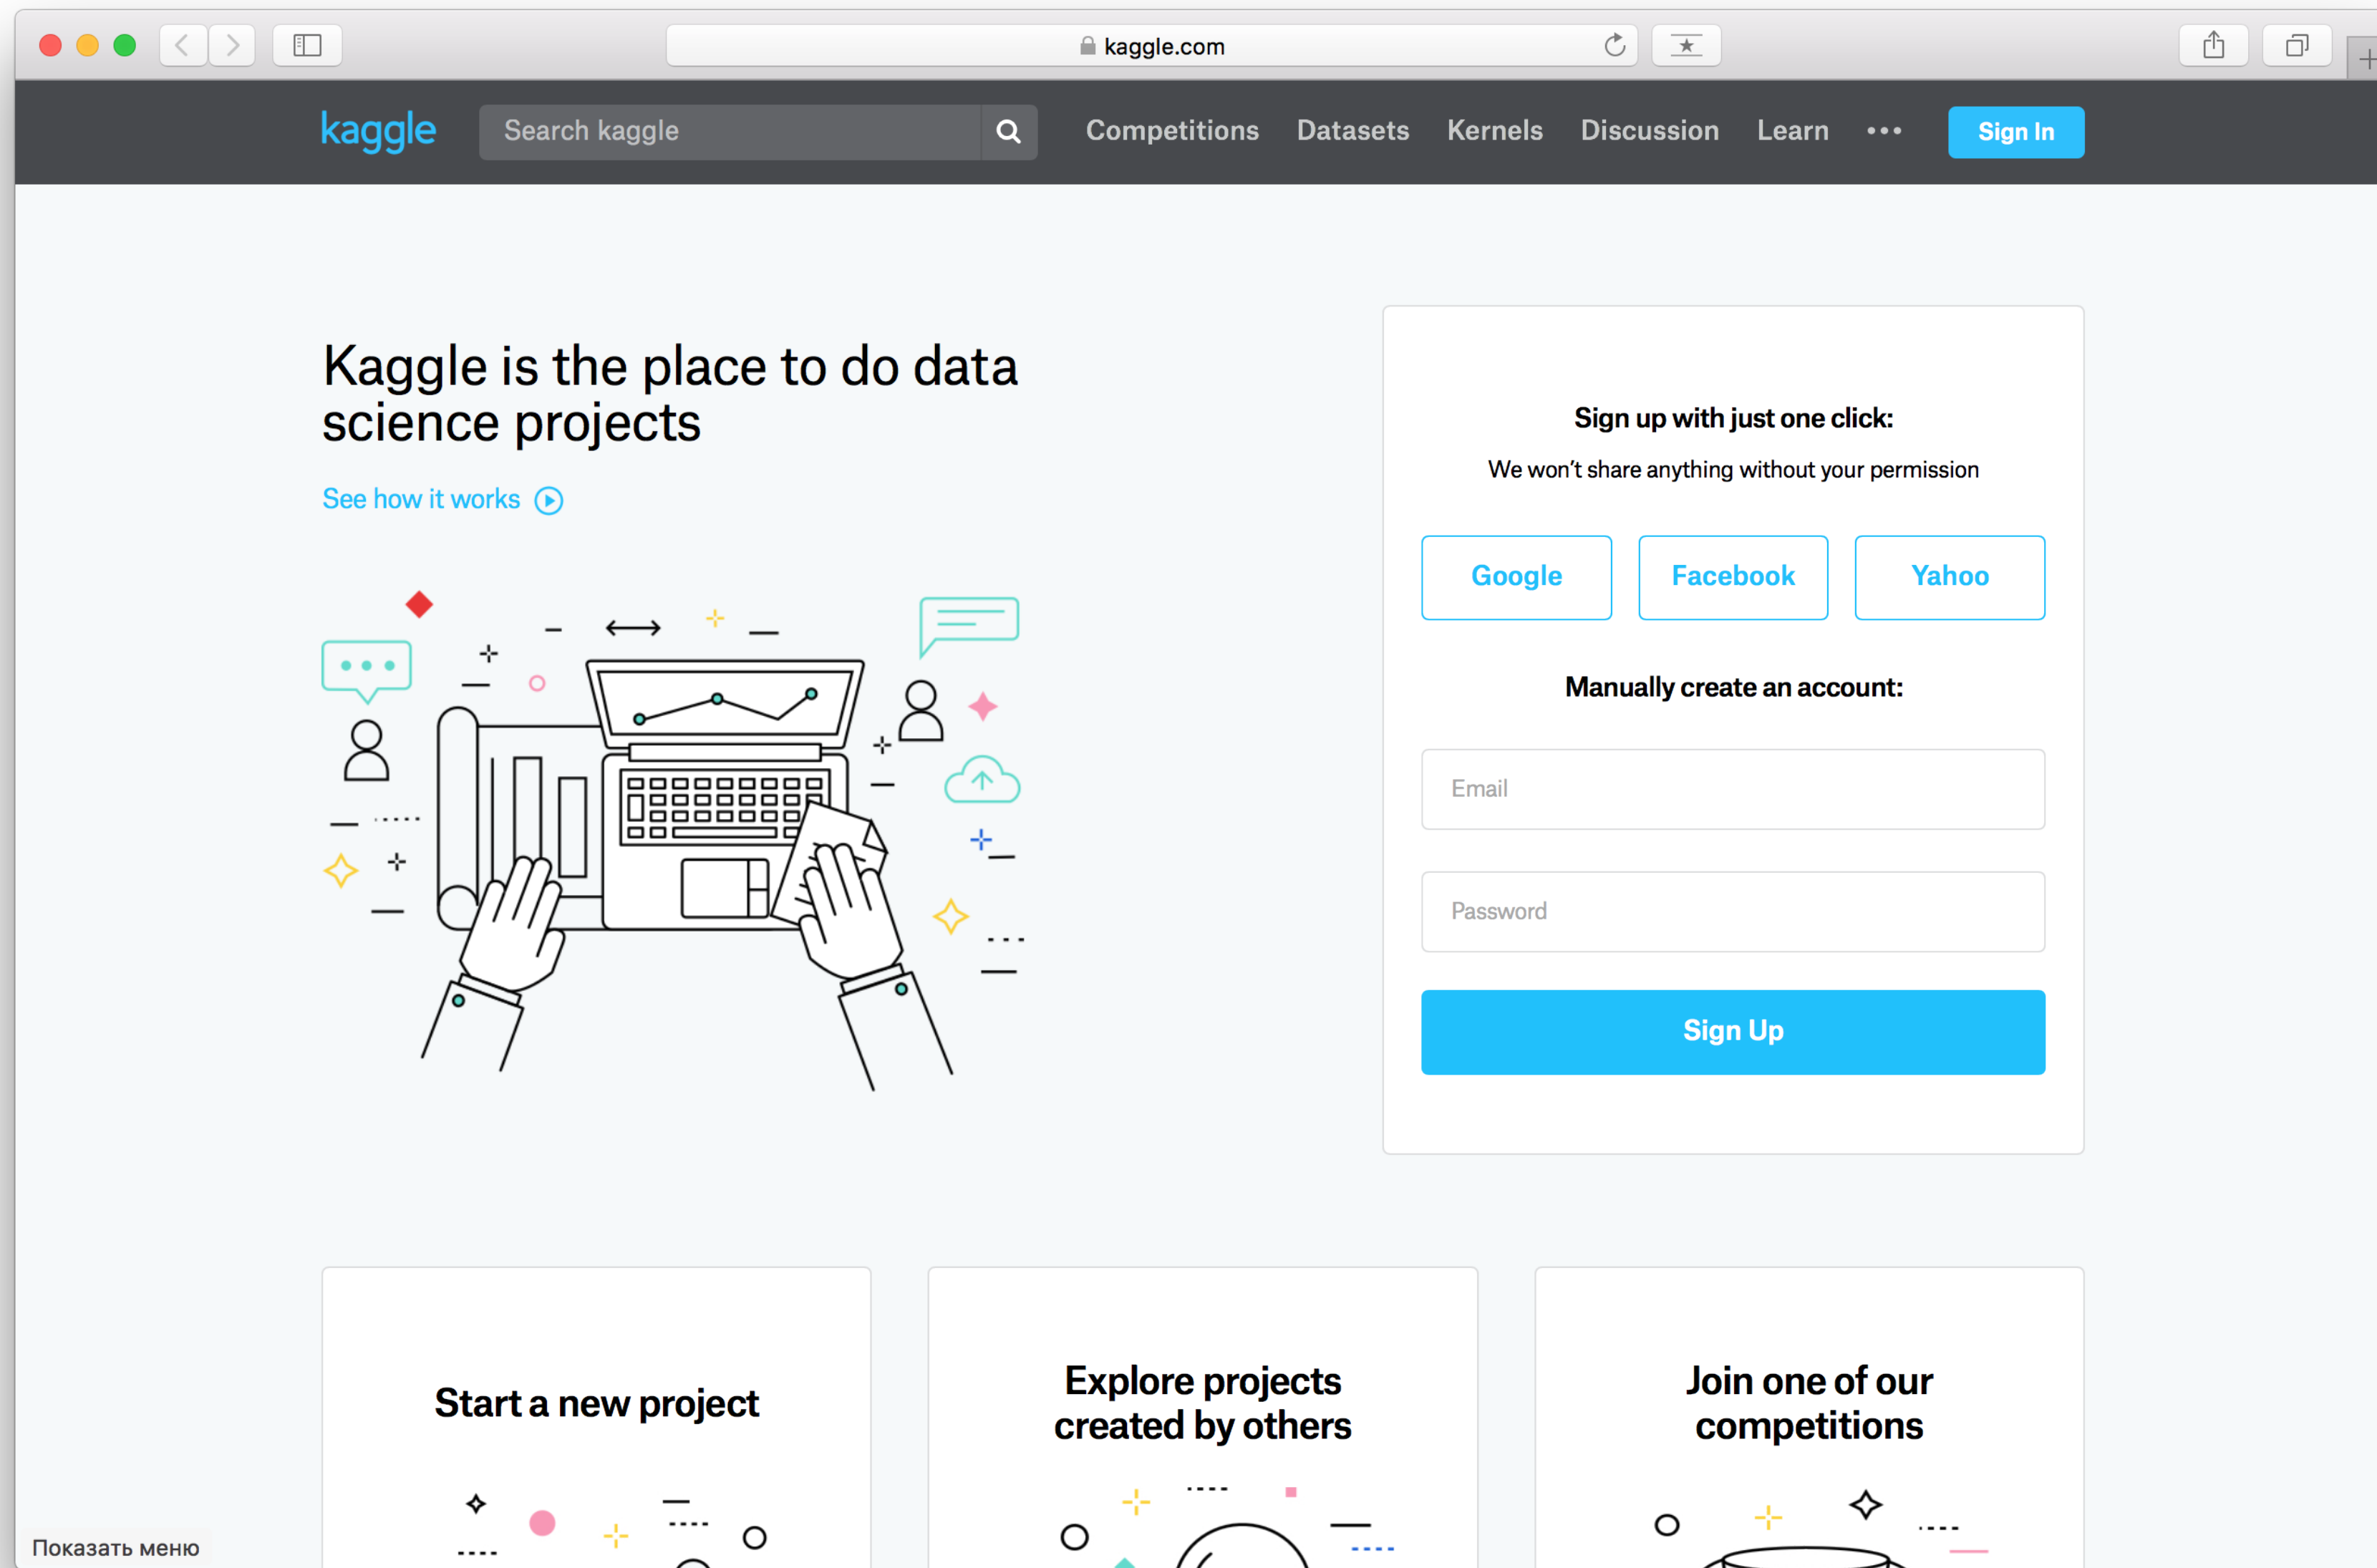 kaggle.com
kaggle
Search kaggle
Competitions
Datasets
Kernels
Discussion
Learn
Sign In
Kaggle is the place to do data
science projects
See how it works
Sign up with just one click:
We won't share anything without your permission
Google
Facebook
Yahoo
Manually create an account:
Email
Password
Sign Up
Start a new project
Explore projects
created by others
Join one of our
competitions
Показать меню